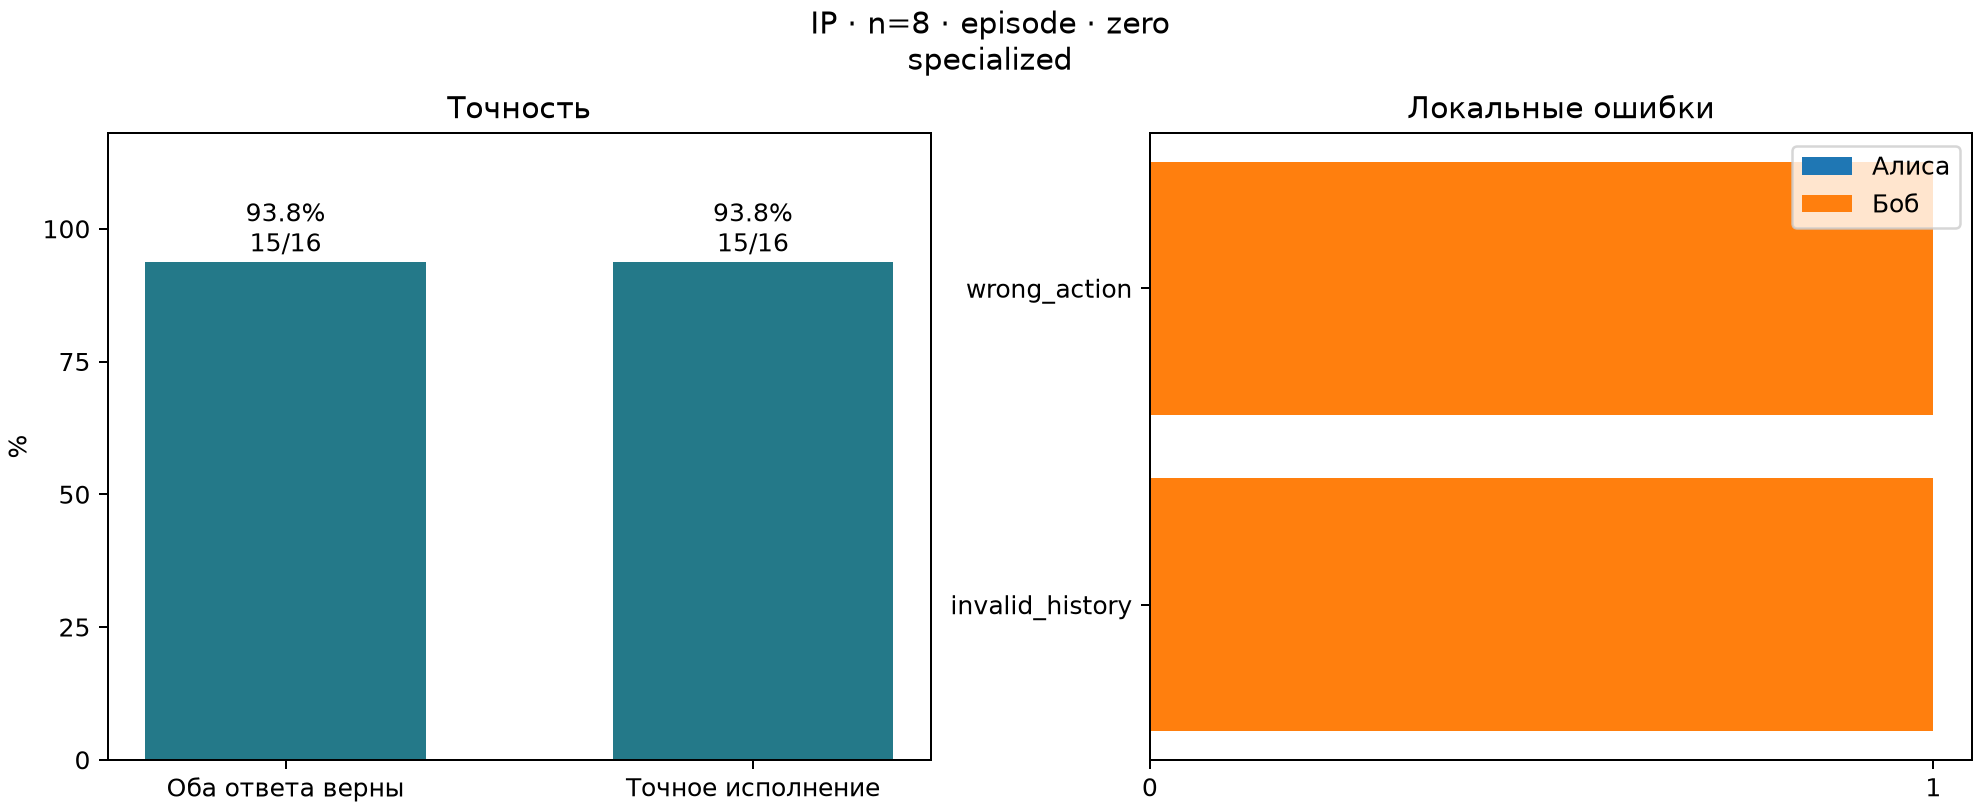 IP · n=8 · episode · zero
specialized
Точность
93.8%
15/16
93.8%
15/16
100
75
50
25
0
%
Оба ответа верны
Точное исполнение
Локальные ошибки
Алиса
Боб
wrong_action
invalid_history
0
1